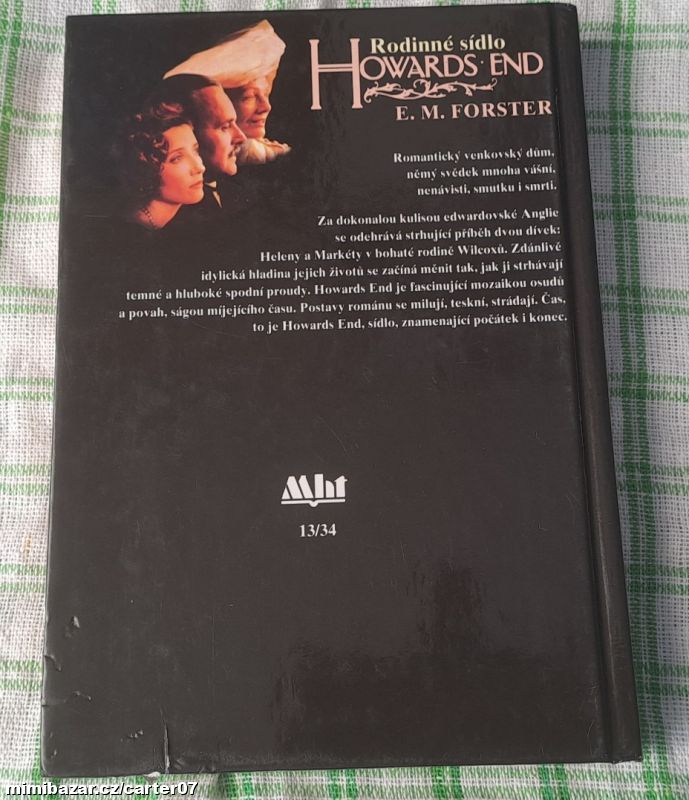 Rodinné sídlo
HOWARDS·END
E. M. FORSTER
Romantický venkovský dům,
němý svědek mnoha vášní,
nenávisti, smutku i smrti.
Za dokonalou kulisou edwardovské Anglie
se odehrává strhující příběh dvou dívek:
Heleny a Markéty v bohaté rodině Wilcoxů. Zdánlivě
idylická hladina jejich životů se začíná měnit tak, jak ji strhávají
temné a hluboké spodní proudy. Howards End je fascinující mozaikou osudů
a povah, ságou míjejícího času. Postavy románu se milují, teskní, strádají. Čas,
to je Howards End, sídlo, znamenající počátek i konec.
Mht
13/34
mimibazar.cz/carter07